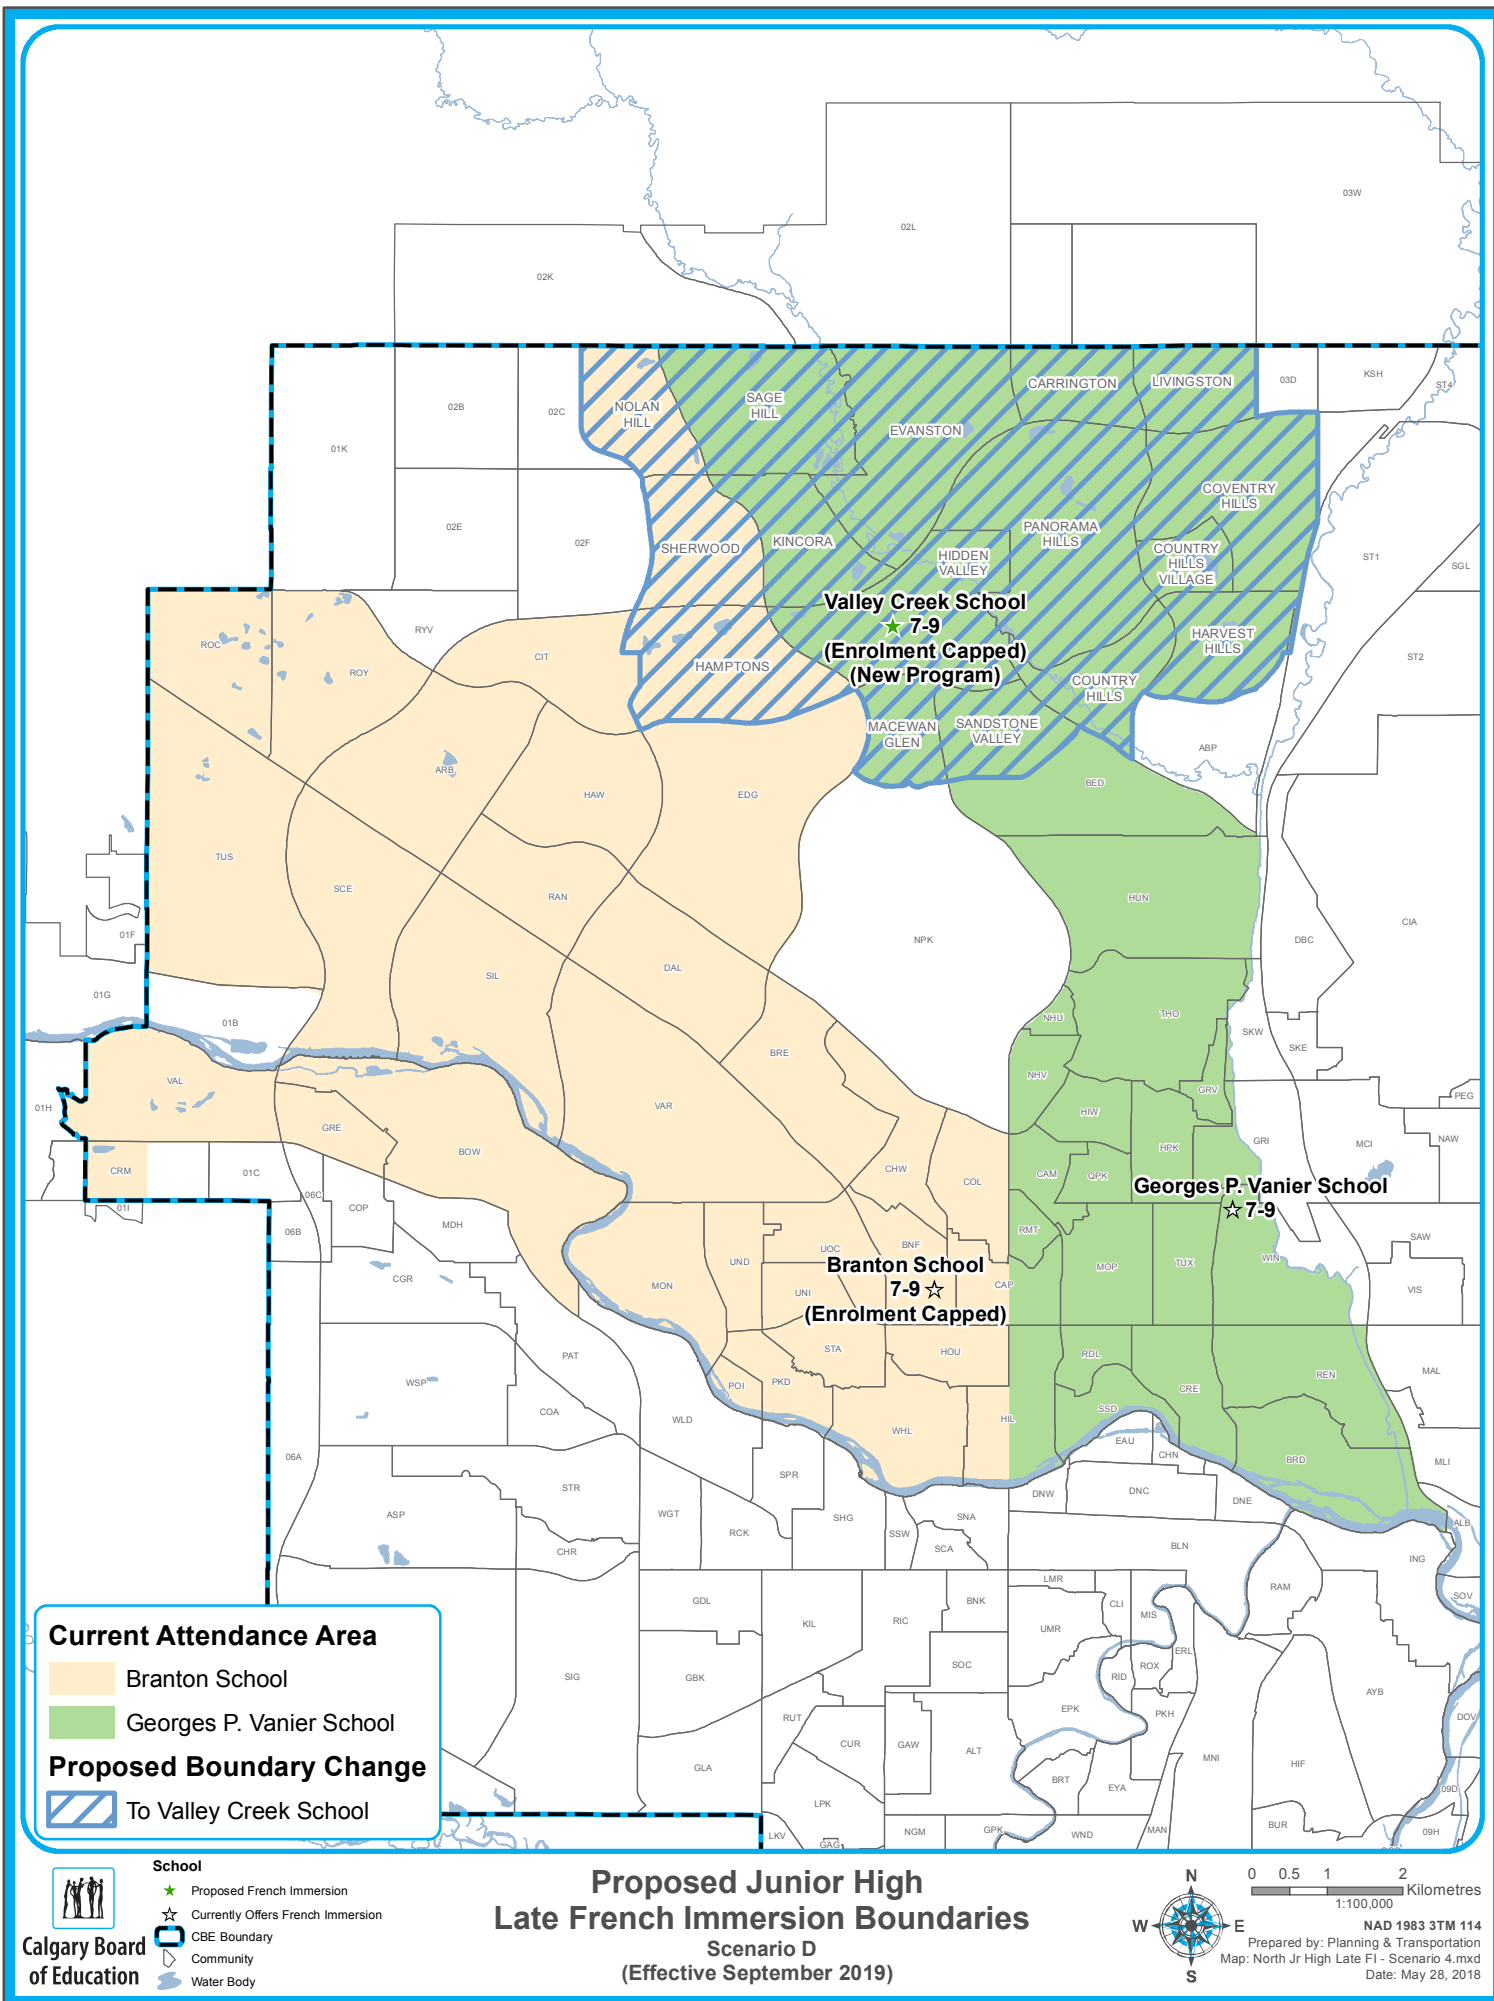 03W
02L
02K
NOLAN
HILL
SAGE
HILL
CARRINGTON
LIVINGSTON
03D
KSH
ST4
02B
02C
EVANSTON
01K
COVENTRY
HILLS
02E
02F
SHERWOOD
KINCORA
HIDDEN
VALLEY
PANORAMA
HILLS
COUNTRY
HILLS
VILLAGE
ST1
SGL
Valley Creek School
7-9
(Enrolment Capped)
(New Program)
HARVEST
HILLS
ROC
ROY
RYV
CIT
HAMPTONS
COUNTRY
HILLS
ST2
MACEWAN
GLEN
SANDSTONE
VALLEY
ABP
ARB
HAW
EDG
BED
TUS
SCE
RAN
HUN
01F
NPK
DBC
CIA
01G
SIL
DAL
01B
NHU
THO
SKW
SKE
VAL
BRE
NHV
GRV
PEG
01H
VAR
HIW
GRE
BOW
HPK
GRI
MCI
NAW
CRM
01C
06C
CHW
COL
CAM
QPK
Georges P. Vanier School
7-9
01I
COP
06B
MDH
RMT
SAW
UOC
BNF
UND
Branton School
7-9
(Enrolment Capped)
CGR
MON
UNI
CAP
MOP
TUX
WIN
VIS
PAT
STA
HOU
RDL
REN
MAL
WSP
POI
PKD
CRE
COA
WLD
WHL
HIL
SSD
EAU
CHN
06A
SPR
BRD
MLI
STR
DNW
DNC
DNE
ASP
WGT
RCK
SHG
SSW
SNA
SCA
ALB
CHR
BLN
ING
LMR
RAM
SOV
GDL
KIL
RIC
BNK
UMR
CLI
MIS
ERL
SIG
GBK
SOC
RID
ROX
AYB
RUT
CUR
GAW
ALT
EPK
PKH
DOV
GLA
MNI
HIF
LPK
BRT
EYA
09D
LKV
GAG
NGM
GPK
WND
MAN
BUR
09H
Current Attendance Area
Branton School
Georges P. Vanier School
Proposed Boundary Change
To Valley Creek School
Calgary Board
of Education
School
Proposed French Immersion
Currently Offers French Immersion
CBE Boundary
Community
Water Body
Proposed Junior High
Late French Immersion Boundaries
Scenario D
(Effective September 2019)
N
W
E
S
0 0.5 1 2
Kilometres
1:100,000
NAD 1983 3TM 114
Prepared by: Planning & Transportation
Map: North Jr High Late FI - Scenario 4.mxd
Date: May 28, 2018